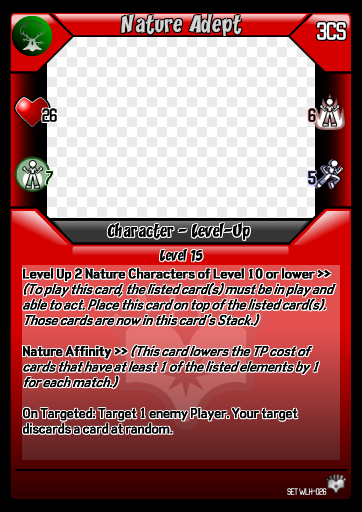 Nature Adept
3CS
26
6
7
5
Character - Level-Up
Level 15
Level Up 2 Nature Characters of Level 10 or lower >>
(To play this card, the listed card(s) must be in play and
able to act. Place this card on top of the listed card(s).
Those cards are now in this card's Stack.)
Nature Affinity >> (This card lowers the TP cost of
cards that have at least 1 of the listed elements by 1
for each match.)
On Targeted: Target 1 enemy Player. Your target
discards a card at random.
SET WLH-026